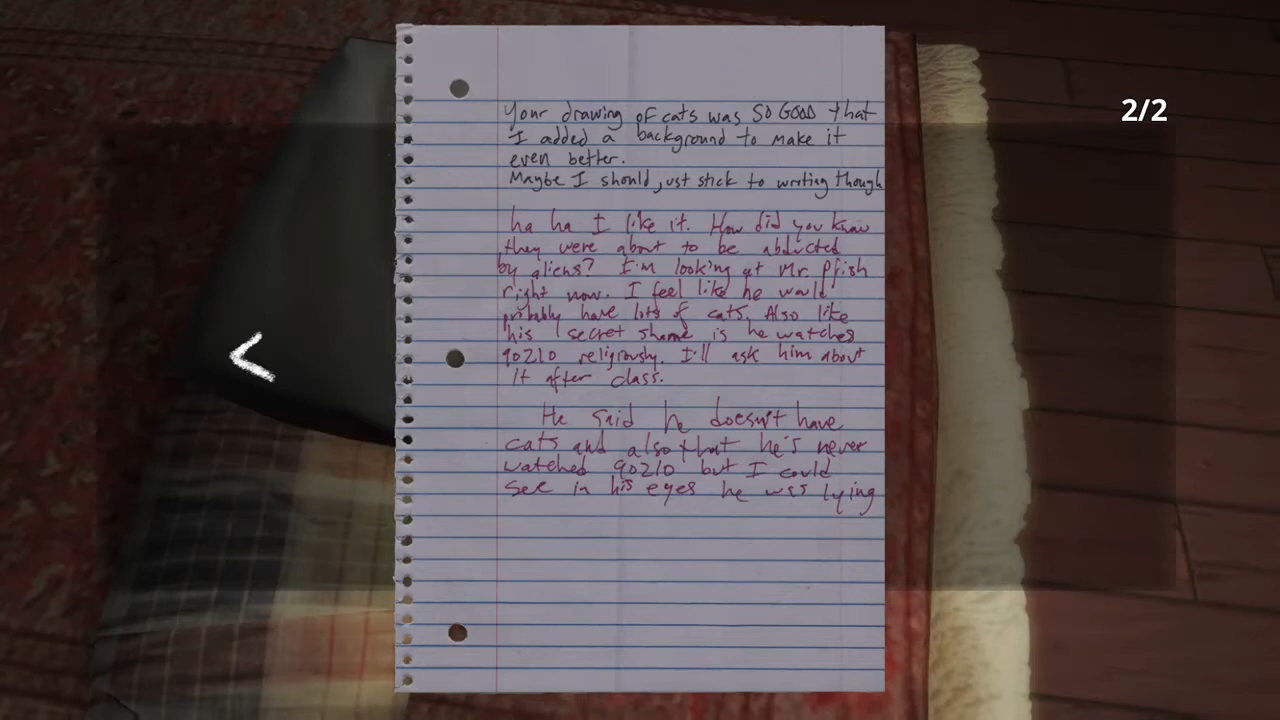 2/2
Your drawing of cats was SO GOOD that
I added a background to make it
even better.
Maybe I should just stick to writing though
ha ha I like it. How did you know
they were about to be abducted
by aliens? I'm looking at Mr. Pfish
right now. I feel like he would
probably have lots of cats. Also like
his secret shame is he watches
90210 religiously. I'll ask him about
it after class.
He said he doesn't have
cats and also that he's never
watched 90210 but I could
see in his eyes he was lying